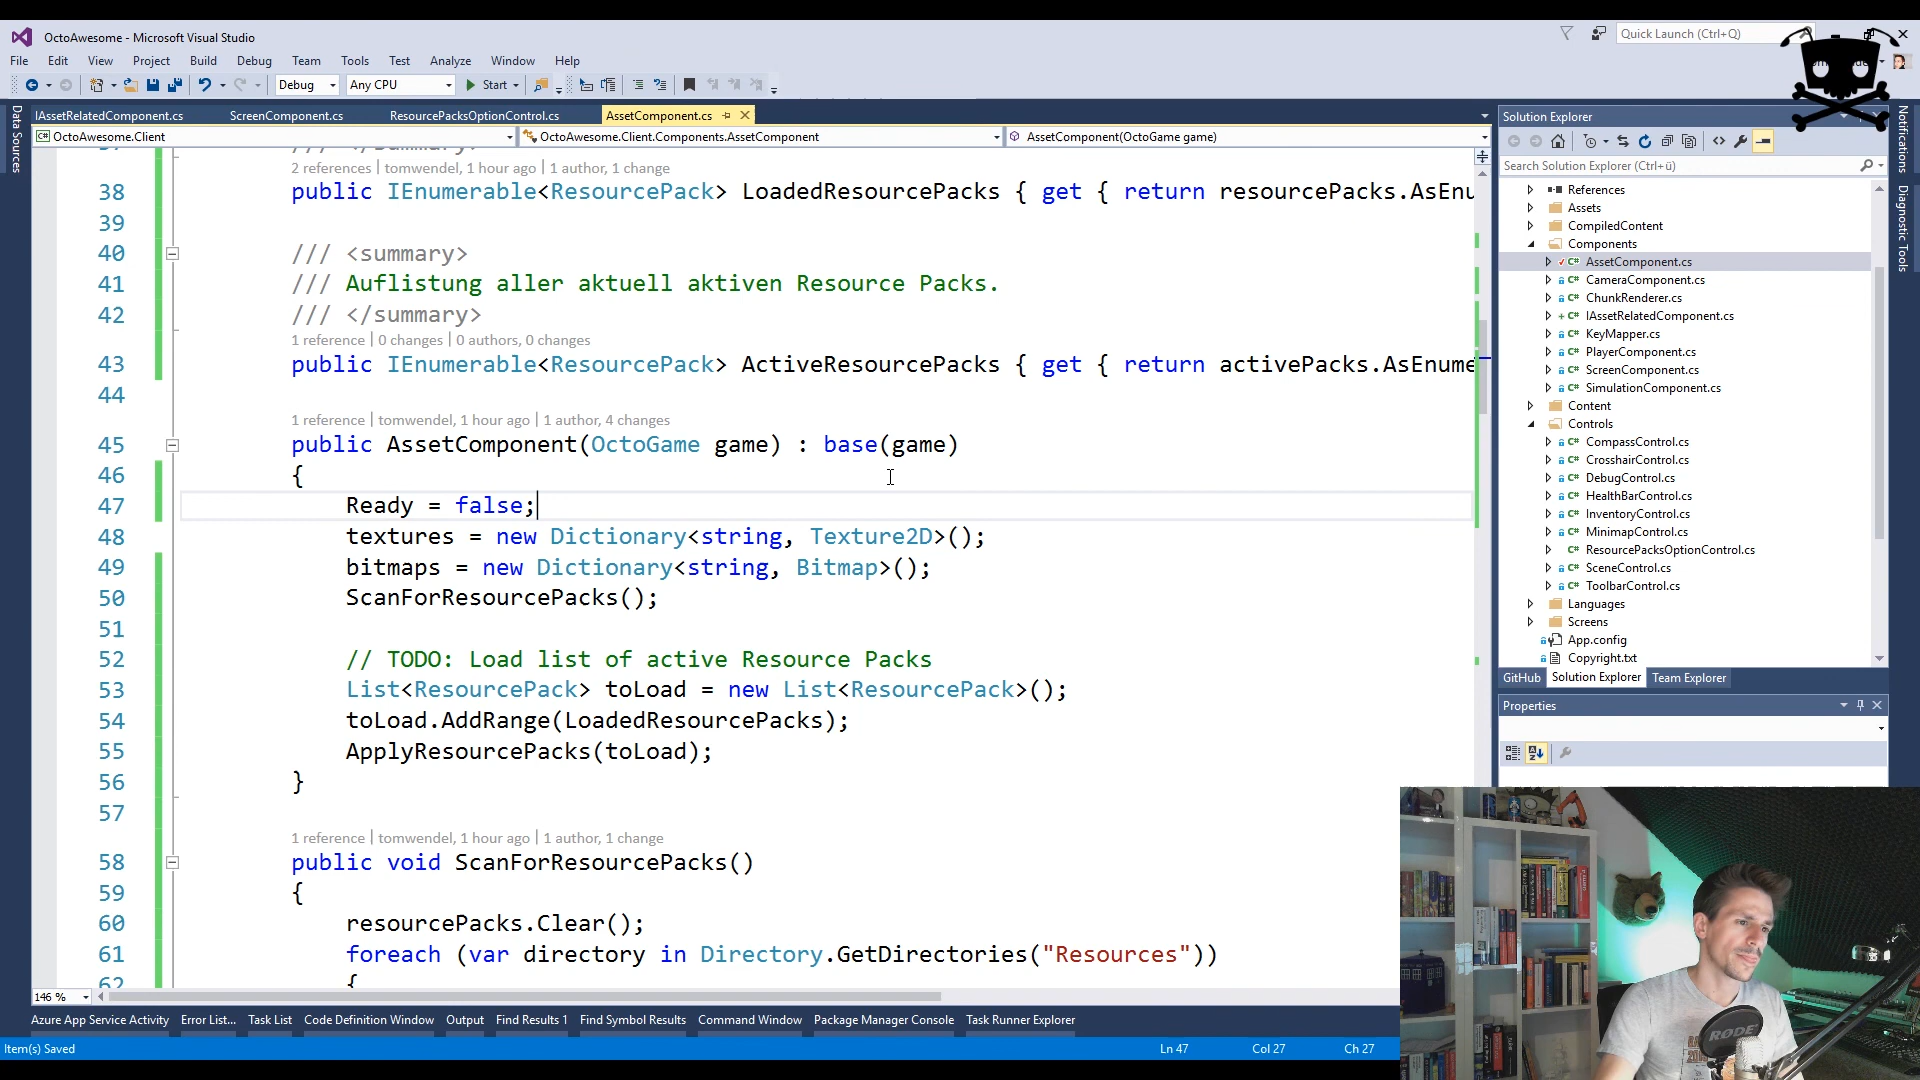 OctoAwesome - Microsoft Visual Studio
Quick Launch (Ctrl+Q)
File Edit View Project Build Debug Team Tools Test Analyze Window Help
Debug Any CPU Start
IAssetRelatedComponent.cs ScreenComponent.cs ResourcePacksOptionControl.cs AssetComponent.cs
OctoAwesome.Client OctoAwesome.Client.Components.AssetComponent AssetComponent(OctoGame game)
Data Sources
2 references | tomwendel, 1 hour ago | 1 author, 1 change
38 public IEnumerable<ResourcePack> LoadedResourcePacks { get { return resourcePacks.AsEnu
39
40 /// <summary>
41 /// Auflistung aller aktuell aktiven Resource Packs.
42 /// </summary>
1 reference | 0 changes | 0 authors, 0 changes
43 public IEnumerable<ResourcePack> ActiveResourcePacks { get { return activePacks.AsEnume
44
1 reference | tomwendel, 1 hour ago | 1 author, 4 changes
45 public AssetComponent(OctoGame game) : base(game)
46 {
47 Ready = false;
48 textures = new Dictionary<string, Texture2D>();
49 bitmaps = new Dictionary<string, Bitmap>();
50 ScanForResourcePacks();
51
52 // TODO: Load list of active Resource Packs
53 List<ResourcePack> toLoad = new List<ResourcePack>();
54 toLoad.AddRange(LoadedResourcePacks);
55 ApplyResourcePacks(toLoad);
56 }
57
1 reference | tomwendel, 1 hour ago | 1 author, 1 change
58 public void ScanForResourcePacks()
59 {
60 resourcePacks.Clear();
61 foreach (var directory in Directory.GetDirectories("Resources"))
62 {
146 %
Azure App Service Activity Error List... Task List Code Definition Window Output Find Results 1 Find Symbol Results Command Window Package Manager Console Task Runner Explorer
Item(s) Saved Ln 47 Col 27 Ch 27
Solution Explorer
Search Solution Explorer (Ctrl+ü)
References
Assets
CompiledContent
Components
C# AssetComponent.cs
C# CameraComponent.cs
C# ChunkRenderer.cs
C# IAssetRelatedComponent.cs
C# KeyMapper.cs
C# PlayerComponent.cs
C# ScreenComponent.cs
C# SimulationComponent.cs
Content
Controls
C# CompassControl.cs
C# CrosshairControl.cs
C# DebugControl.cs
C# HealthBarControl.cs
C# InventoryControl.cs
C# MinimapControl.cs
C# ResourcePacksOptionControl.cs
C# SceneControl.cs
C# ToolbarControl.cs
Languages
Screens
App.config
Copyright.txt
GitHub Solution Explorer Team Explorer
Properties
Notifications
Diagnostic Tools
RØDE